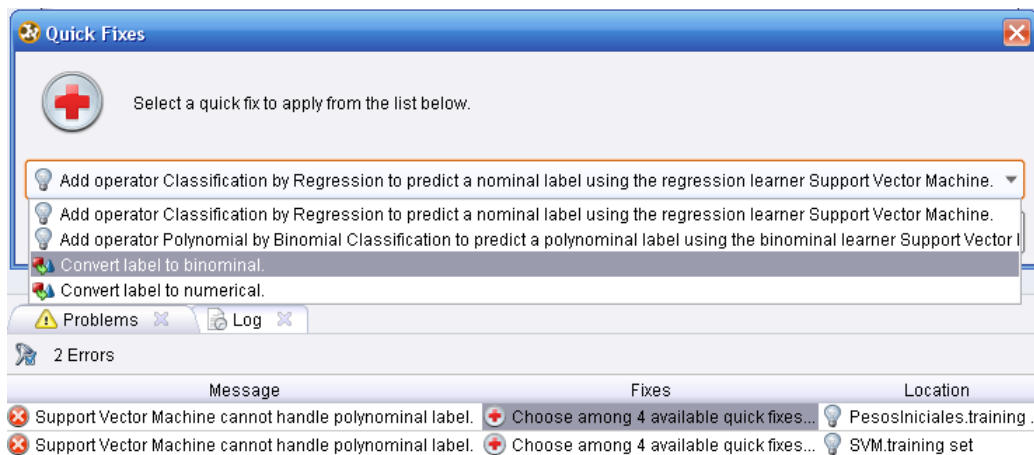 Quick Fixes
Select a quick fix to apply from the list below.
Add operator Classification by Regression to predict a nominal label using the regression learner Support Vector Machine.
Add operator Classification by Regression to predict a nominal label using the regression learner Support Vector Machine.
Add operator Polynomial by Binomial Classification to predict a polynominal label using the binominal learner Support Vector
Convert label to binominal.
Convert label to numerical.
Problems Log
2 Errors
Message Fixes Location
Support Vector Machine cannot handle polynominal label. Choose among 4 available quick fixes... PesosIniciales.training .
Support Vector Machine cannot handle polynominal label. Choose among 4 available quick fixes... SVM.training set